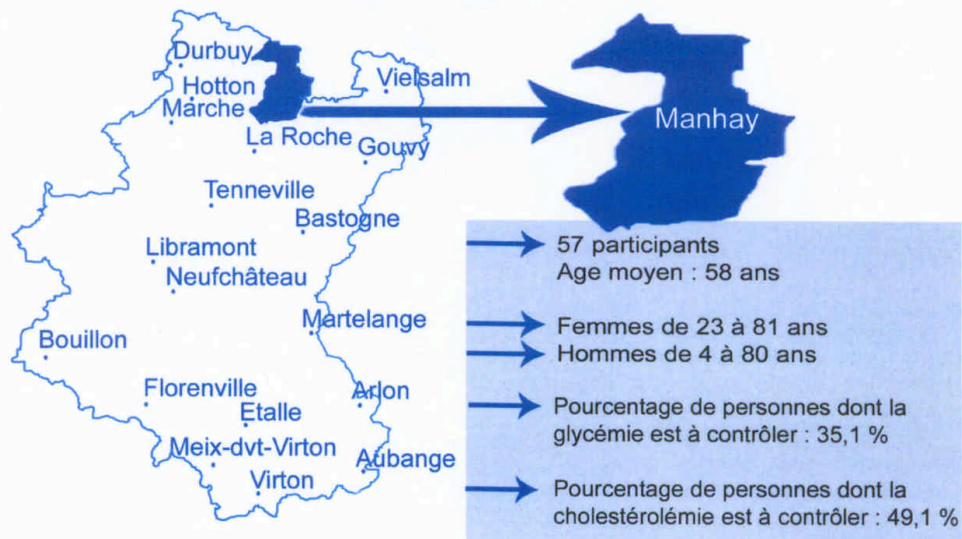 Durbuy
Vielsalm
Hotton
Marche
Manhay
La Roche
Gouvy
Tenneville
Bastogne
Libramont
Neufchâteau
Martelange
Bouillon
Florenville
Arlon
Etalle
Meix-dvt-Virton
Aubange
Virton
57 participants
Age moyen : 58 ans
Femmes de 23 à 81 ans
Hommes de 4 à 80 ans
Pourcentage de personnes dont la
glycémie est à contrôler : 35,1 %
Pourcentage de personnes dont la
cholestérolémie est à contrôler : 49,1 %